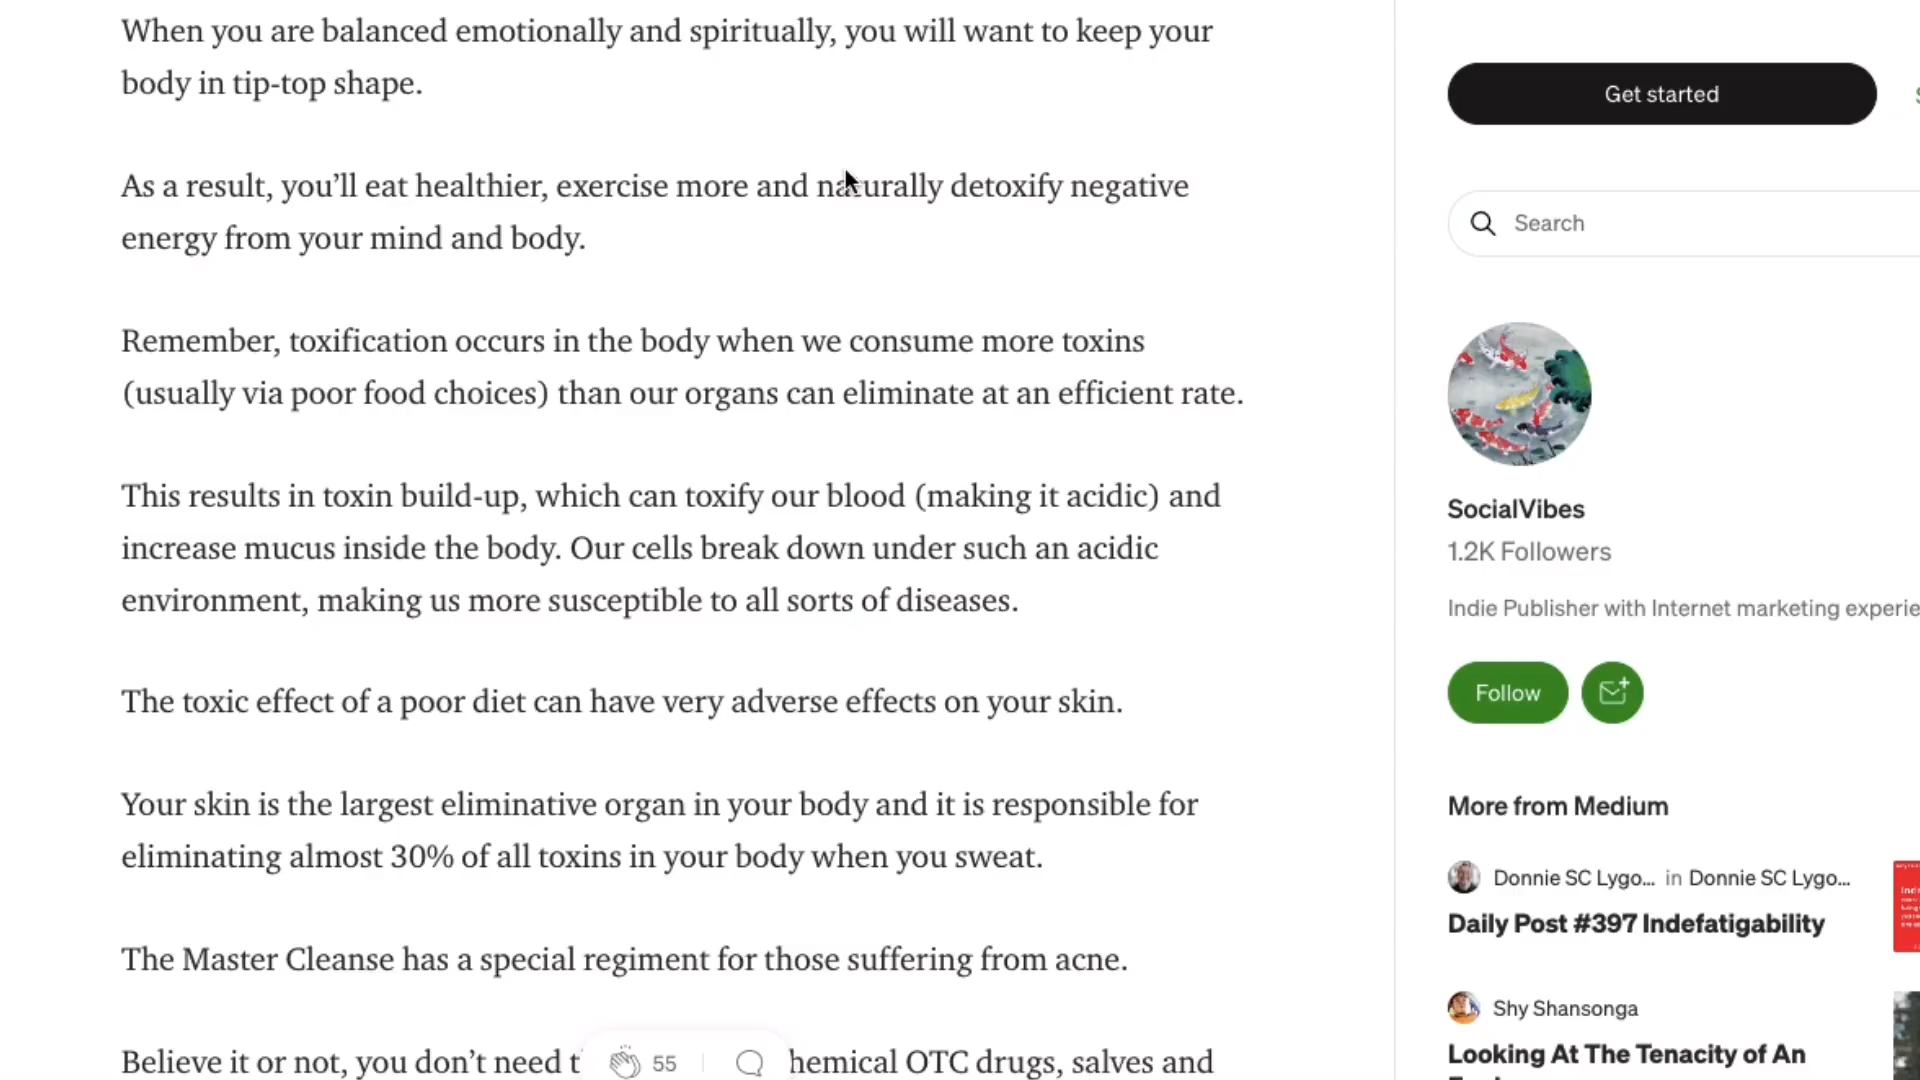 When you are balanced emotionally and spiritually, you will want to keep your
body in tip-top shape.
As a result, you'll eat healthier, exercise more and naturally detoxify negative
energy from your mind and body.
Remember, toxification occurs in the body when we consume more toxins
(usually via poor food choices) than our organs can eliminate at an efficient rate.
This results in toxin build-up, which can toxify our blood (making it acidic) and
increase mucus inside the body. Our cells break down under such an acidic
environment, making us more susceptible to all sorts of diseases.
The toxic effect of a poor diet can have very adverse effects on your skin.
Your skin is the largest eliminative organ in your body and it is responsible for
eliminating almost 30% of all toxins in your body when you sweat.
The Master Cleanse has a special regiment for those suffering from acne.
Believe it or not, you don't need
hemical OTC drugs, salves and
55
Get started
Search
SocialVibes
1.2K Followers
Indie Publisher with Internet marketing experie
Follow
More from Medium
Donnie SC Lygo... in Donnie SC Lygo...
Daily Post #397 Indefatigability
Shy Shansonga
Looking At The Tenacity of An